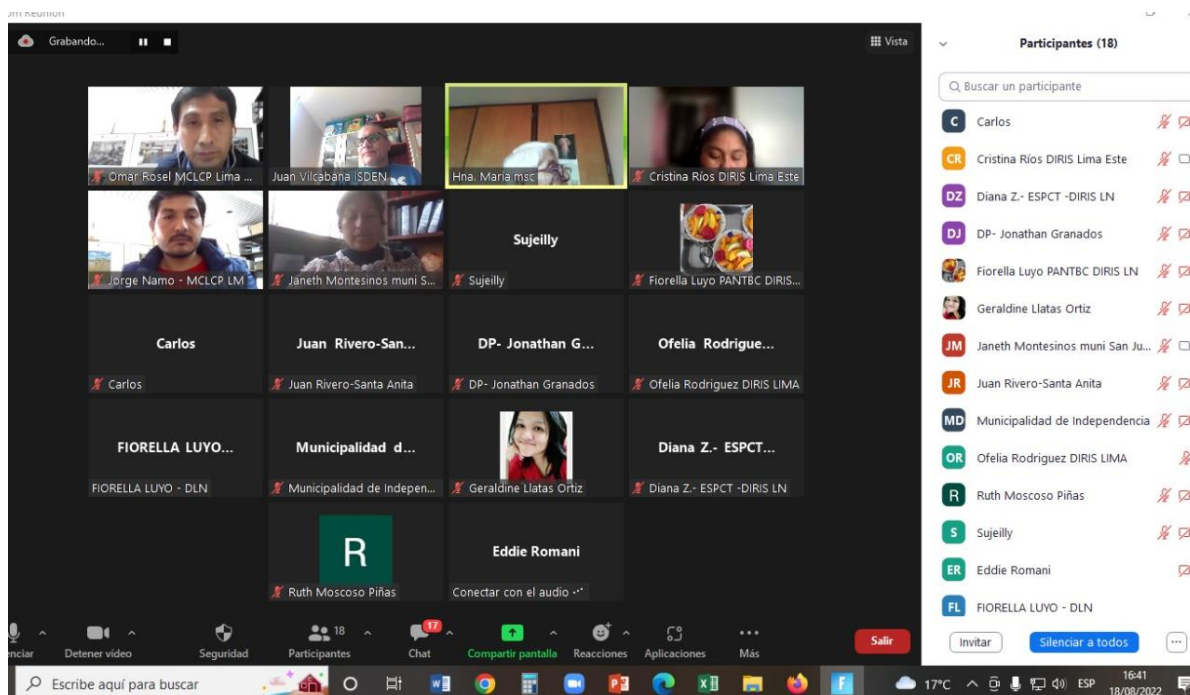 Grabando...
Vista
Omar Rosel MCLCP Lima ...
Juan Vilcabana ISDEN
Hna. Maria msc
Cristina Ríos DIRIS Lima Este
Jorge Namo - MCLCP LM
Janeth Montesinos muni S...
Sujeilly
Sujeilly
Fiorella Luyo PANTBC DIRIS...
Carlos
Carlos
Juan Rivero-San...
Juan Rivero-Santa Anita
DP- Jonathan G...
DP- Jonathan Granados
Ofelia Rodrigue...
Ofelia Rodriguez DIRIS LIMA
FIORELLA LUYO...
FIORELLA LUYO - DLN
Municipalidad d...
Municipalidad de Indepen...
Geraldine Llatas Ortiz
Diana Z.- ESPCT...
Diana Z.- ESPCT -DIRIS LN
R
Ruth Moscoso Piñas
Eddie Romani
Conectar con el audio
Participantes (18)
Buscar un participante
C Carlos
CR Cristina Ríos DIRIS Lima Este
DZ Diana Z.- ESPCT -DIRIS LN
DJ DP- Jonathan Granados
Fiorella Luyo PANTBC DIRIS LN
Geraldine Llatas Ortiz
JM Janeth Montesinos muni San Ju...
JR Juan Rivero-Santa Anita
MD Municipalidad de Independencia
OR Ofelia Rodriguez DIRIS LIMA
R Ruth Moscoso Piñas
S Sujeilly
ER Eddie Romani
FL FIORELLA LUYO - DLN
Invitar Silenciar a todos ...
enciar Detener vídeo Seguridad Participantes 18 Chat 17 Compartir pantalla Reacciones Aplicaciones Más Salir
Escribe aquí para buscar
17°C ESP 16:41
18/08/2022